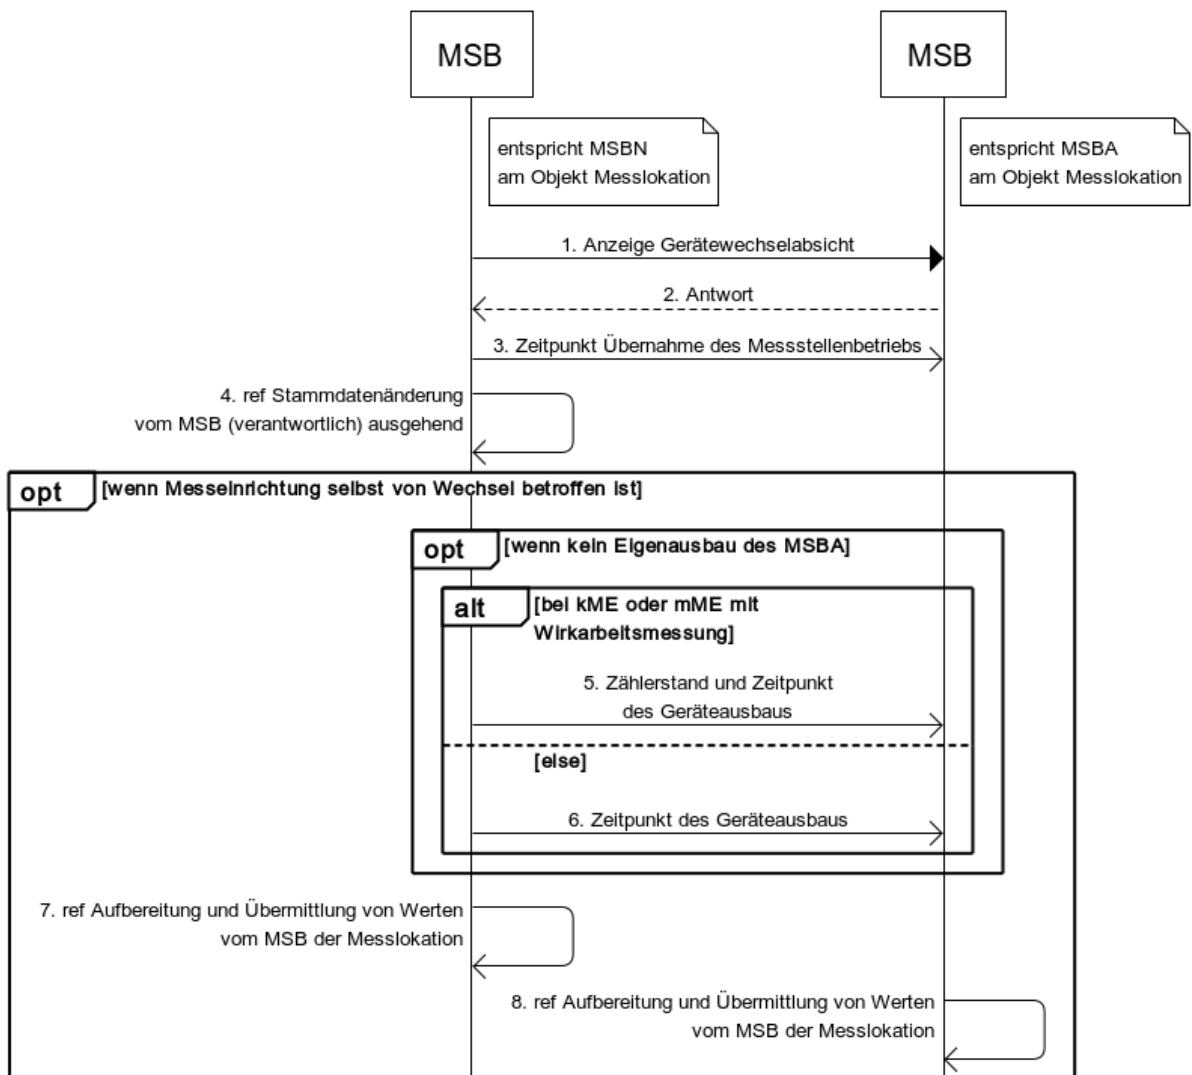 MSB
MSB
entspricht MSBN
am Objekt Messlokation
entspricht MSBA
am Objekt Messlokation
1. Anzeige Gerätewechselabsicht
2. Antwort
3. Zeitpunkt Übernahme des Messstellenbetriebs
4. ref Stammdatenänderung
vom MSB (verantwortlich) ausgehend
opt [wenn Messeinrichtung selbst von Wechsel betroffen ist]
opt [wenn kein Eigenausbau des MSBA]
alt [bei kME oder mME mit
Wirkarbeitsmessung]
5. Zählerstand und Zeitpunkt
des Geräteausbaus
[else]
6. Zeitpunkt des Geräteausbaus
7. ref Aufbereitung und Übermittlung von Werten
vom MSB der Messlokation
8. ref Aufbereitung und Übermittlung von Werten
vom MSB der Messlokation